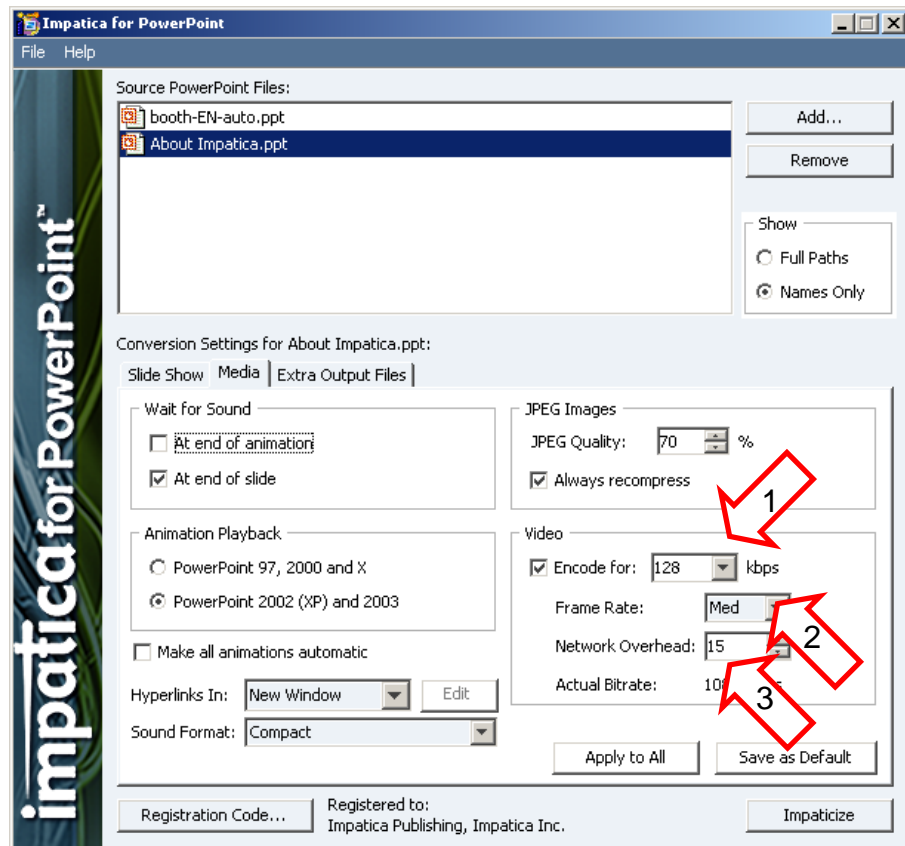 Impatica for PowerPoint
File Help
impatica for PowerPoint™
Source PowerPoint Files:
booth-EN-auto.ppt
About Impatica.ppt
Add...
Remove
Show
Full Paths
Names Only
Conversion Settings for About Impatica.ppt:
Slide Show Media Extra Output Files
Wait for Sound
At end of animation
At end of slide
JPEG Images
JPEG Quality: 70 %
Always recompress
1
Animation Playback
PowerPoint 97, 2000 and X
PowerPoint 2002 (XP) and 2003
Video
Encode for: 128 kbps
Frame Rate: Med
2
Network Overhead: 15
Actual Bitrate:
3
Make all animations automatic
Hyperlinks In: New Window Edit
Sound Format: Compact
Apply to All Save as Default
Registration Code...
Registered to:
Impatica Publishing, Impatica Inc.
Impaticize